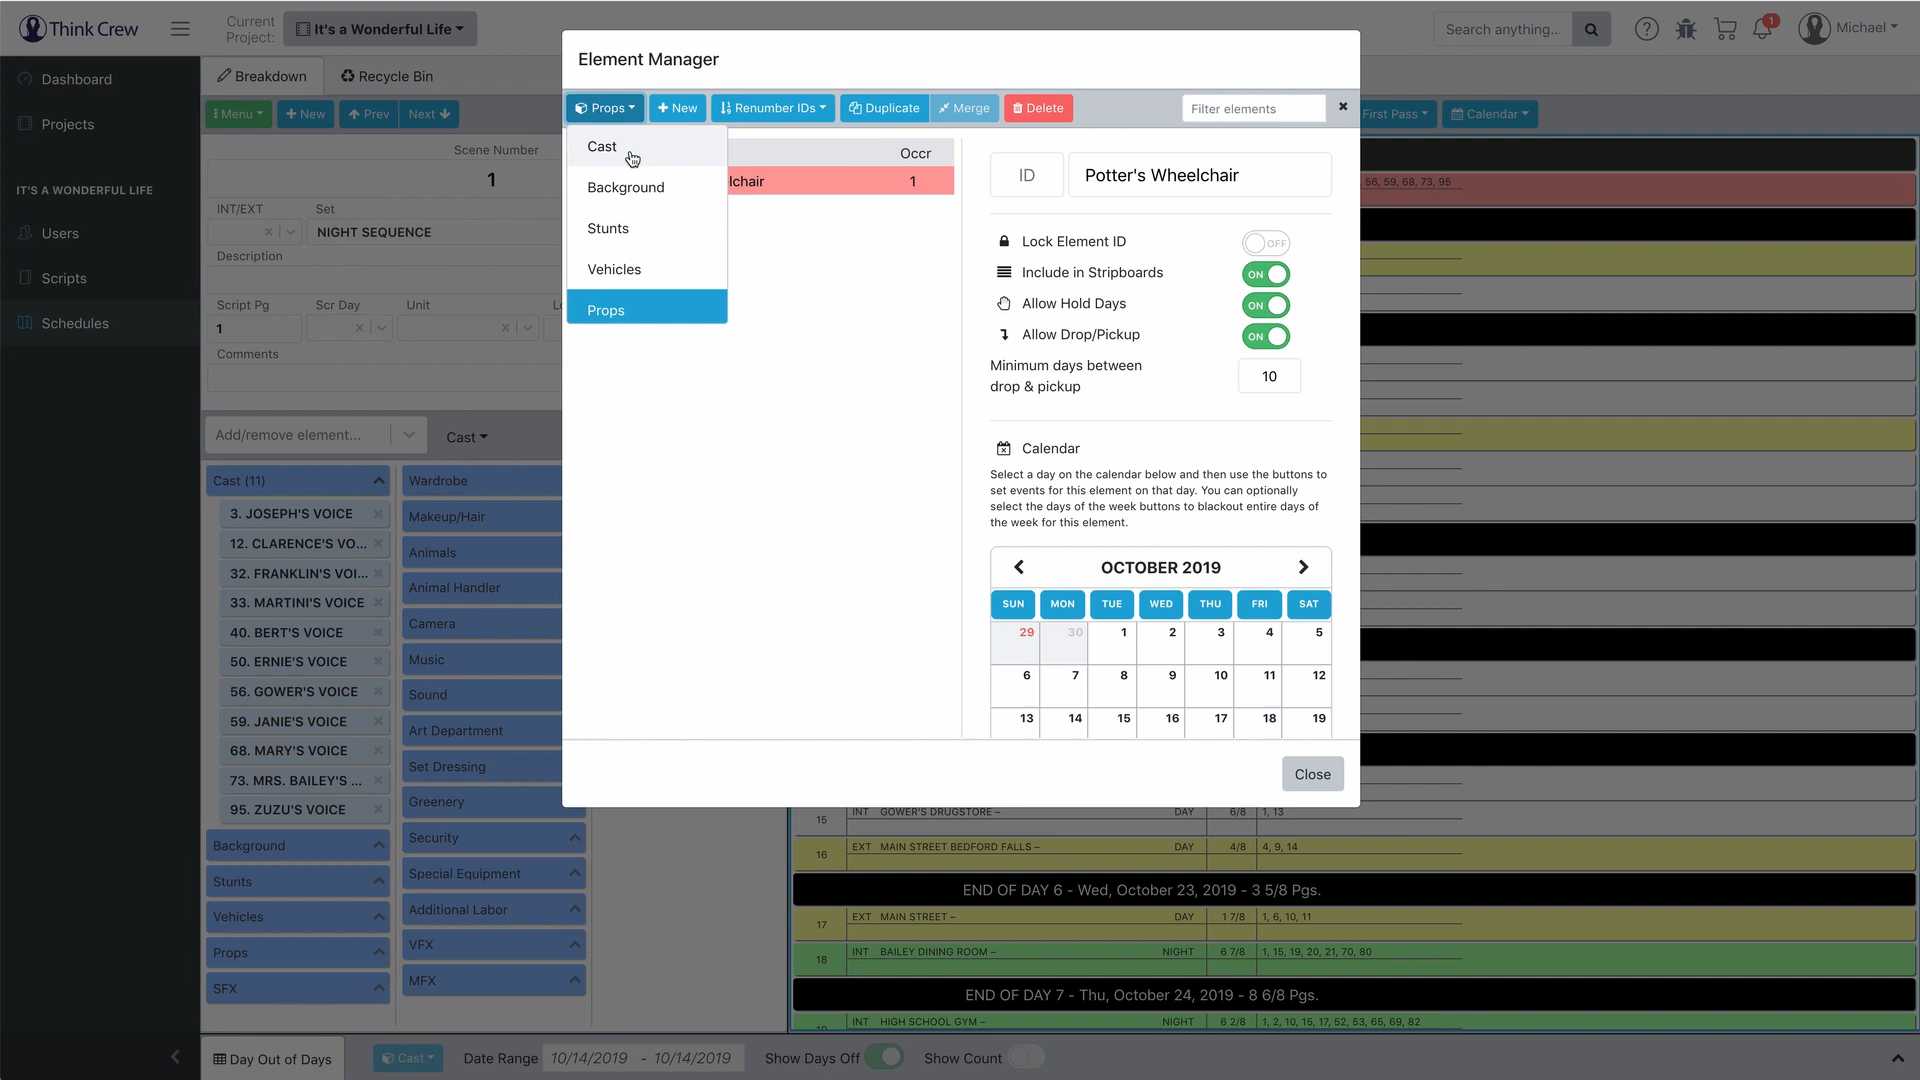 Think Crew
Current Project:
It's a Wonderful Life
Search anything...
1
Michael
Dashboard
Projects
IT'S A WONDERFUL LIFE
Users
Scripts
Schedules
Breakdown
Recycle Bin
Menu
New
Prev
Next
Scene Number
1
INT/EXT
Set
NIGHT SEQUENCE
Description
Script Pg
Scr Day
Unit
1
Comments
Add/remove element...
Cast
Cast (11)
3. JOSEPH'S VOICE
12. CLARENCE'S VO...
32. FRANKLIN'S VOI...
33. MARTINI'S VOICE
40. BERT'S VOICE
50. ERNIE'S VOICE
56. GOWER'S VOICE
59. JANIE'S VOICE
68. MARY'S VOICE
73. MRS. BAILEY'S ...
95. ZUZU'S VOICE
Background
Stunts
Vehicles
Props
SFX
Wardrobe
Makeup/Hair
Animals
Animal Handler
Camera
Music
Sound
Art Department
Set Dressing
Greenery
Security
Special Equipment
Additional Labor
VFX
MFX
Element Manager
Props
New
Renumber IDs
Duplicate
Merge
Delete
Filter elements
Cast
Background
Stunts
Vehicles
Props
Occr
lchair 1
ID
Potter's Wheelchair
Lock Element ID OFF
Include in Stripboards ON
Allow Hold Days ON
Allow Drop/Pickup ON
Minimum days between
drop & pickup
10
Calendar
Select a day on the calendar below and then use the buttons to
set events for this element on that day. You can optionally
select the days of the week buttons to blackout entire days of
the week for this element.
OCTOBER 2019
SUN MON TUE WED THU FRI SAT
29 30 1 2 3 4 5
6 7 8 9 10 11 12
13 14 15 16 17 18 19
Close
First Pass
Calendar
, 56, 59, 68, 73, 95
15 INT GOWER'S DRUGSTORE – DAY 6/8 1, 13
16 EXT MAIN STREET BEDFORD FALLS – DAY 4/8 4, 9, 14
END OF DAY 6 - Wed, October 23, 2019 - 3 5/8 Pgs.
17 EXT MAIN STREET – DAY 1 7/8 1, 6, 10, 11
18 INT BAILEY DINING ROOM – NIGHT 6 7/8 1, 15, 19, 20, 21, 70, 80
END OF DAY 7 - Thu, October 24, 2019 - 8 6/8 Pgs.
INT HIGH SCHOOL GYM – NIGHT 6 2/8 1, 2, 10, 15, 17, 52, 53, 65, 69, 82
Day Out of Days
Cast
Date Range
10/14/2019 - 10/14/2019
Show Days Off
Show Count